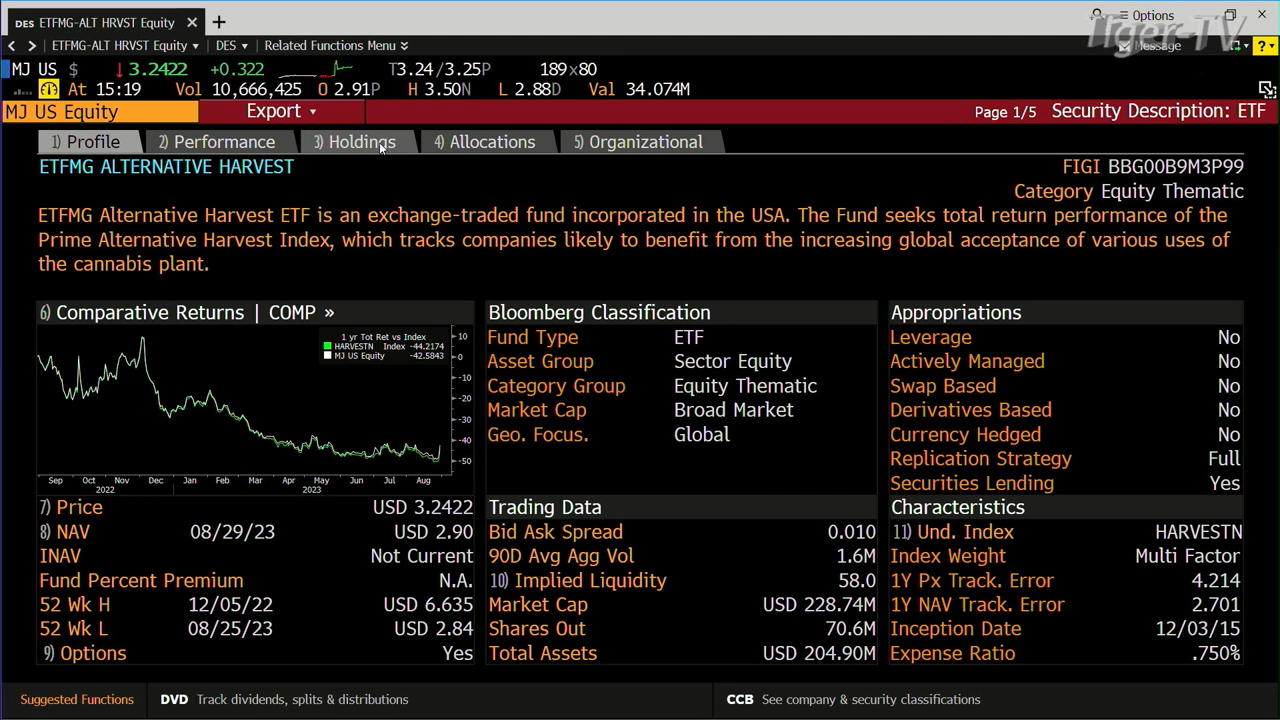 DES ETFMG-ALT HRVST Equity × +
Options
ETFMG-ALT HRVST Equity DES Related Functions Menu
Message
Tiger-TV
MJ US $ ↓3.2422 +0.322 T3.24 / 3.25P 189 x 80
At 15:19 Vol 10,666,425 O 2.91P H 3.50N L 2.88D Val 34.074M
MJ US Equity Export Page 1/5 Security Description: ETF
1) Profile 2) Performance 3) Holdings 4) Allocations 5) Organizational
ETFMG ALTERNATIVE HARVEST FIGI BBG00B9M3P99
Category Equity Thematic
ETFMG Alternative Harvest ETF is an exchange-traded fund incorporated in the USA. The Fund seeks total return performance of the
Prime Alternative Harvest Index, which tracks companies likely to benefit from the increasing global acceptance of various uses of
the cannabis plant.
6) Comparative Returns | COMP »
1 yr Tot Ret vs Index
HARVESTN Index -44.2174
MJ US Equity -42.5843
10
0
-10
-20
-30
-40
-50
Sep Oct Nov Dec Jan Feb Mar Apr May Jun Jul Aug
2022 2023
7) Price USD 3.2422
8) NAV 08/29/23 USD 2.90
INAV Not Current
Fund Percent Premium N.A.
52 Wk H 12/05/22 USD 6.635
52 Wk L 08/25/23 USD 2.84
9) Options Yes
Bloomberg Classification
Fund Type ETF
Asset Group Sector Equity
Category Group Equity Thematic
Market Cap Broad Market
Geo. Focus. Global
Trading Data
Bid Ask Spread 0.010
90D Avg Agg Vol 1.6M
10) Implied Liquidity 58.0
Market Cap USD 228.74M
Shares Out 70.6M
Total Assets USD 204.90M
Appropriations
Leverage No
Actively Managed No
Swap Based No
Derivatives Based No
Currency Hedged No
Replication Strategy Full
Securities Lending Yes
Characteristics
11) Und. Index HARVESTN
Index Weight Multi Factor
1Y Px Track. Error 4.214
1Y NAV Track. Error 2.701
Inception Date 12/03/15
Expense Ratio .750%
Suggested Functions DVD Track dividends, splits & distributions CCB See company & security classifications